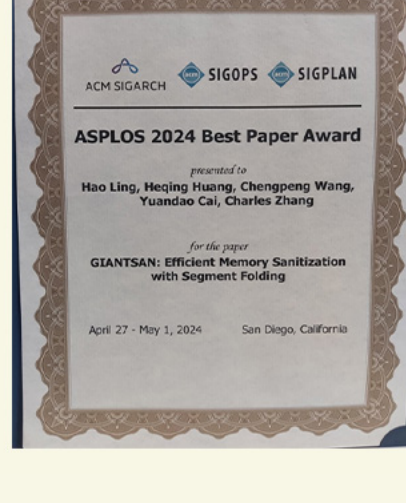 ACM SIGARCH SIGOPS SIGPLAN
ASPLOS 2024 Best Paper Award
presented to
Hao Ling, Heqing Huang, Chengpeng Wang,
Yuandao Cai, Charles Zhang
for the paper
GIANTSAN: Efficient Memory Sanitization
with Segment Folding
April 27 - May 1, 2024 San Diego, California